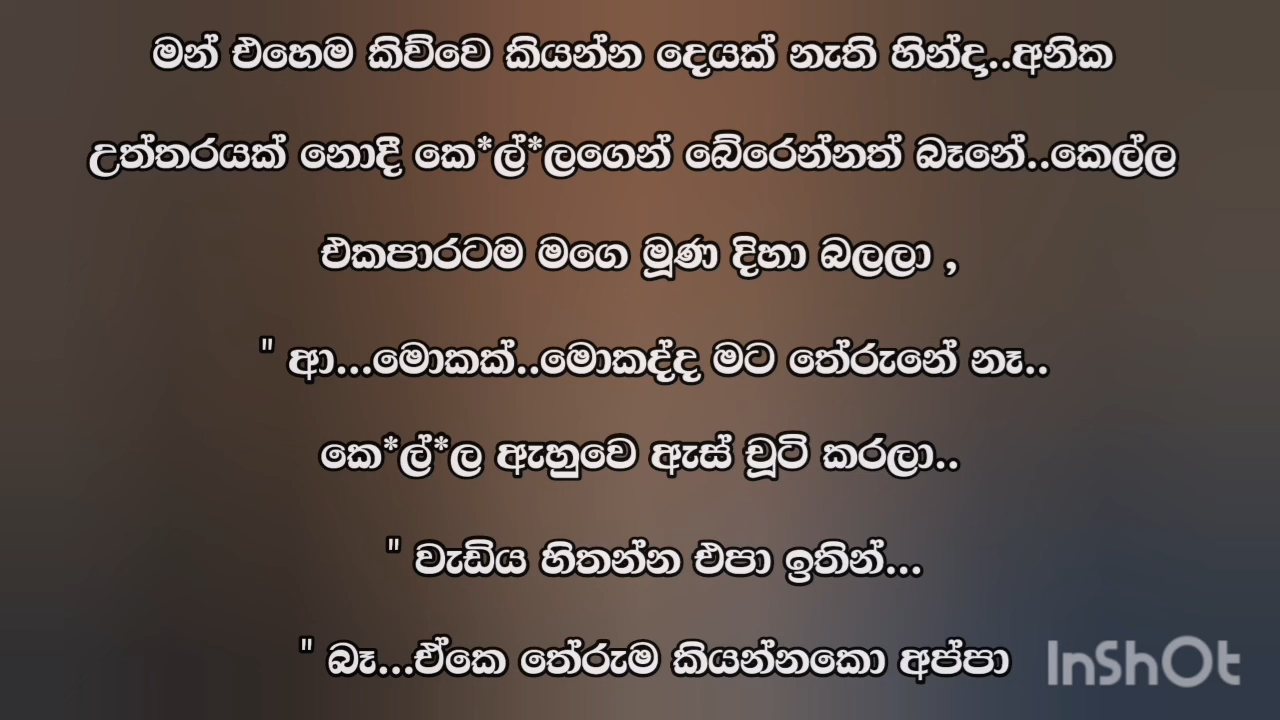 මන් එහෙම කිව්වෙ කියන්න දෙයක් නැති හින්දා..අනික
උත්තරයක් නොදී කෙ*ල්*ලගෙන් බේරෙන්නත් බෑනේ..කෙල්ල
එකපාරටම මගෙ මූණ දිහා බලලා ,
" ආ...මොකක්..මොකද්ද මට තේරුනේ නෑ..
කෙ*ල්*ල ඇහුවෙ ඇස් චූටි කරලා..
" වැඩිය හිතන්න එපා ඉතින්...
" බෑ...ඒකෙ තේරුම කියන්නකො අප්පා
InShOt